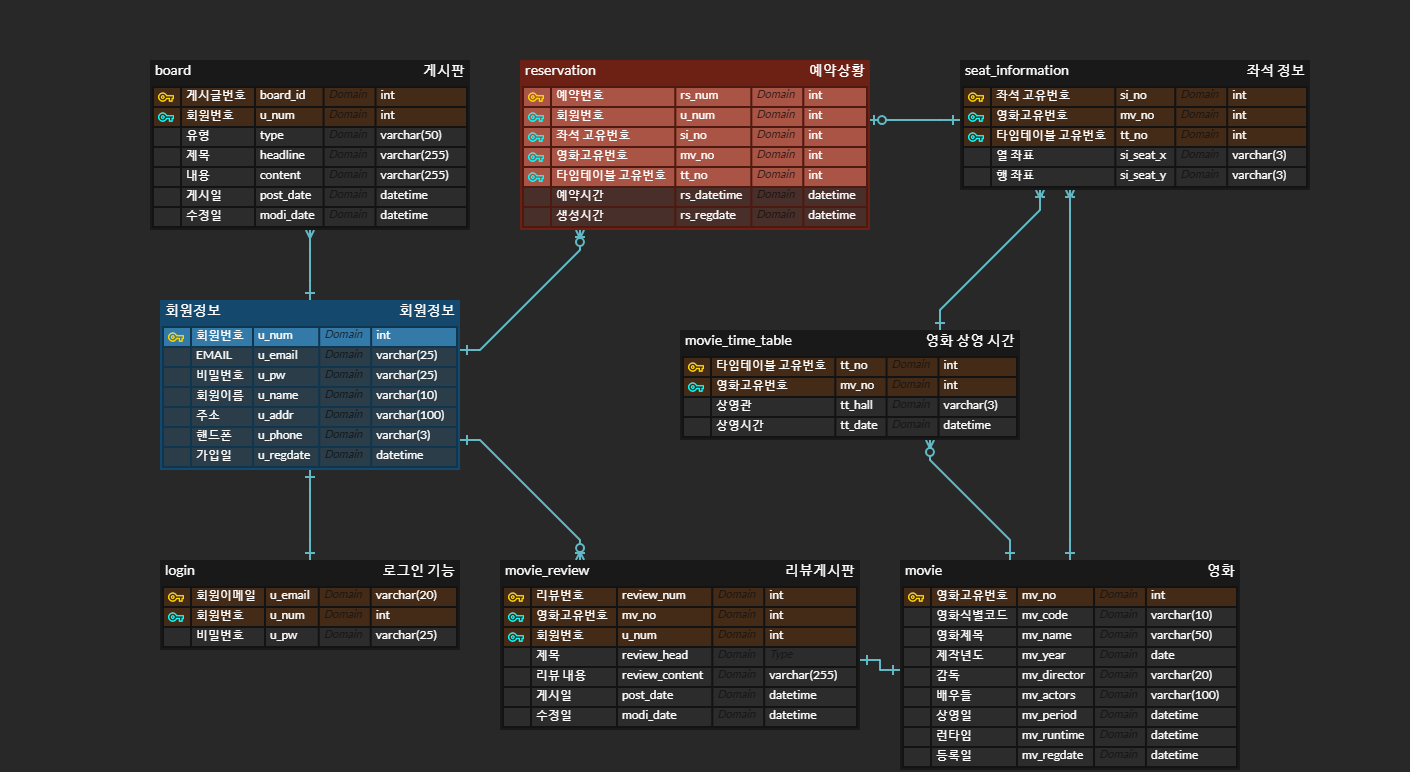 board 게시판
게시글번호 board_id Domain int
회원번호 u_num Domain int
유형 type Domain varchar(50)
제목 headline Domain varchar(255)
내용 content Domain varchar(255)
게시일 post_date Domain datetime
수정일 modi_date Domain datetime
reservation 예약상황
예약번호 rs_num Domain int
회원번호 u_num Domain int
좌석 고유번호 si_no Domain int
영화고유번호 mv_no Domain int
타임테이블 고유번호 tt_no Domain int
예약시간 rs_datetime Domain datetime
생성시간 rs_regdate Domain datetime
seat_information 좌석 정보
좌석 고유번호 si_no Domain int
영화고유번호 mv_no Domain int
타임테이블 고유번호 tt_no Domain int
열 좌표 si_seat_x Domain varchar(3)
행 좌표 si_seat_y Domain varchar(3)
회원정보 회원정보
회원번호 u_num Domain int
EMAIL u_email Domain varchar(25)
비밀번호 u_pw Domain varchar(25)
회원이름 u_name Domain varchar(10)
주소 u_addr Domain varchar(100)
핸드폰 u_phone Domain varchar(3)
가입일 u_regdate Domain datetime
movie_time_table 영화 상영 시간
타임테이블 고유번호 tt_no Domain int
영화고유번호 mv_no Domain int
상영관 tt_hall Domain varchar(3)
상영시간 tt_date Domain datetime
login 로그인 기능
회원이메일 u_email Domain varchar(20)
회원번호 u_num Domain int
비밀번호 u_pw Domain varchar(25)
movie_review 리뷰게시판
리뷰번호 review_num Domain int
영화고유번호 mv_no Domain int
회원번호 u_num Domain int
제목 review_head Domain Type
리뷰 내용 review_content Domain varchar(255)
게시일 post_date Domain datetime
수정일 modi_date Domain datetime
movie 영화
영화고유번호 mv_no Domain int
영화식별코드 mv_code Domain varchar(10)
영화제목 mv_name Domain varchar(50)
제작년도 mv_year Domain date
감독 mv_director Domain varchar(20)
배우들 mv_actors Domain varchar(100)
상영일 mv_period Domain datetime
런타임 mv_runtime Domain datetime
등록일 mv_regdate Domain datetime